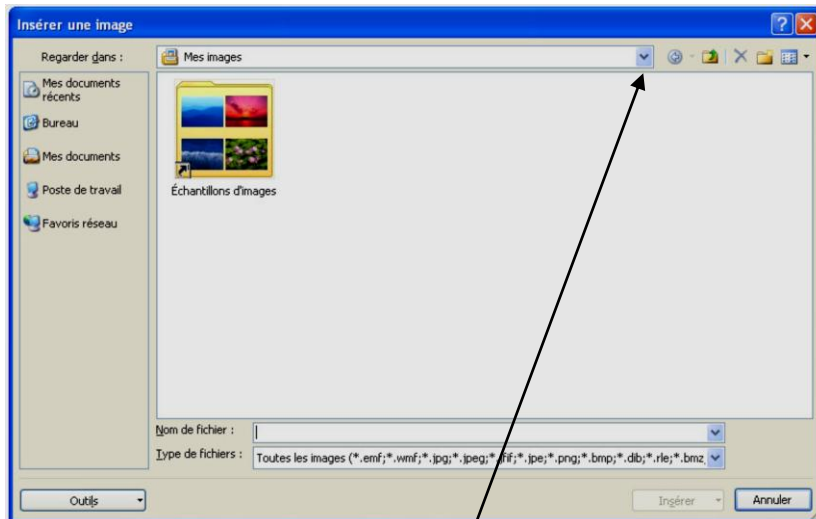 Insérer une image
Regarder dans :
Mes images
Mes documents
récents
Bureau
Mes documents
Poste de travail
Favoris réseau
Échantillons d'images
Nom de fichier :
Type de fichiers :
Toutes les images (*.emf;*.wmf;*.jpg;*.jpeg;*.jfif;*.jpe;*.png;*.bmp;*.dib;*.rle;*.bmz,
Outils
Insérer
Annuler